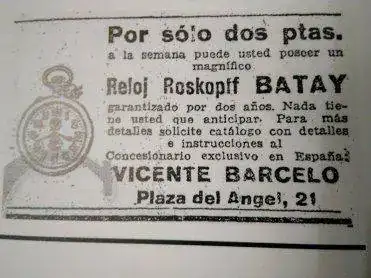 Por sólo dos ptas.
a la semana puede usted poseer un
magnífico
Reloj Roskopff BATAY
garantizado por dos años. Nada tie-
ne usted que anticipar. Para más
detalles solicite catálogo con detalles
e instrucciones al
Concesionario exclusivo en España:
VICENTE BARCELO
Plaza del Angel, 21